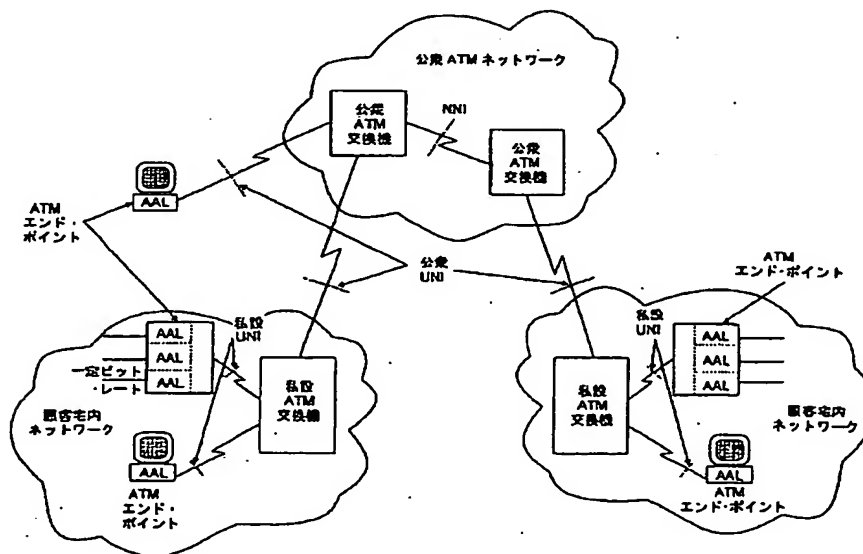 公衆 ATM ネットワーク
公衆
ATM
交換機
NNI
公衆
ATM
交換機
AAL
ATM
エンド・
ポイント
公衆
UNI
ATM
エンド・ポイント
AAL
AAL
AAL
一定ビット
・レート
私設
UNI
私設
ATM
交換機
顧客宅内
ネットワーク
AAL
ATM
エンド・
ポイント
私設
UNI
AAL
AAL
AAL
私設
ATM
交換機
顧客宅内
ネットワーク
AAL
ATM
エンド・ポイント